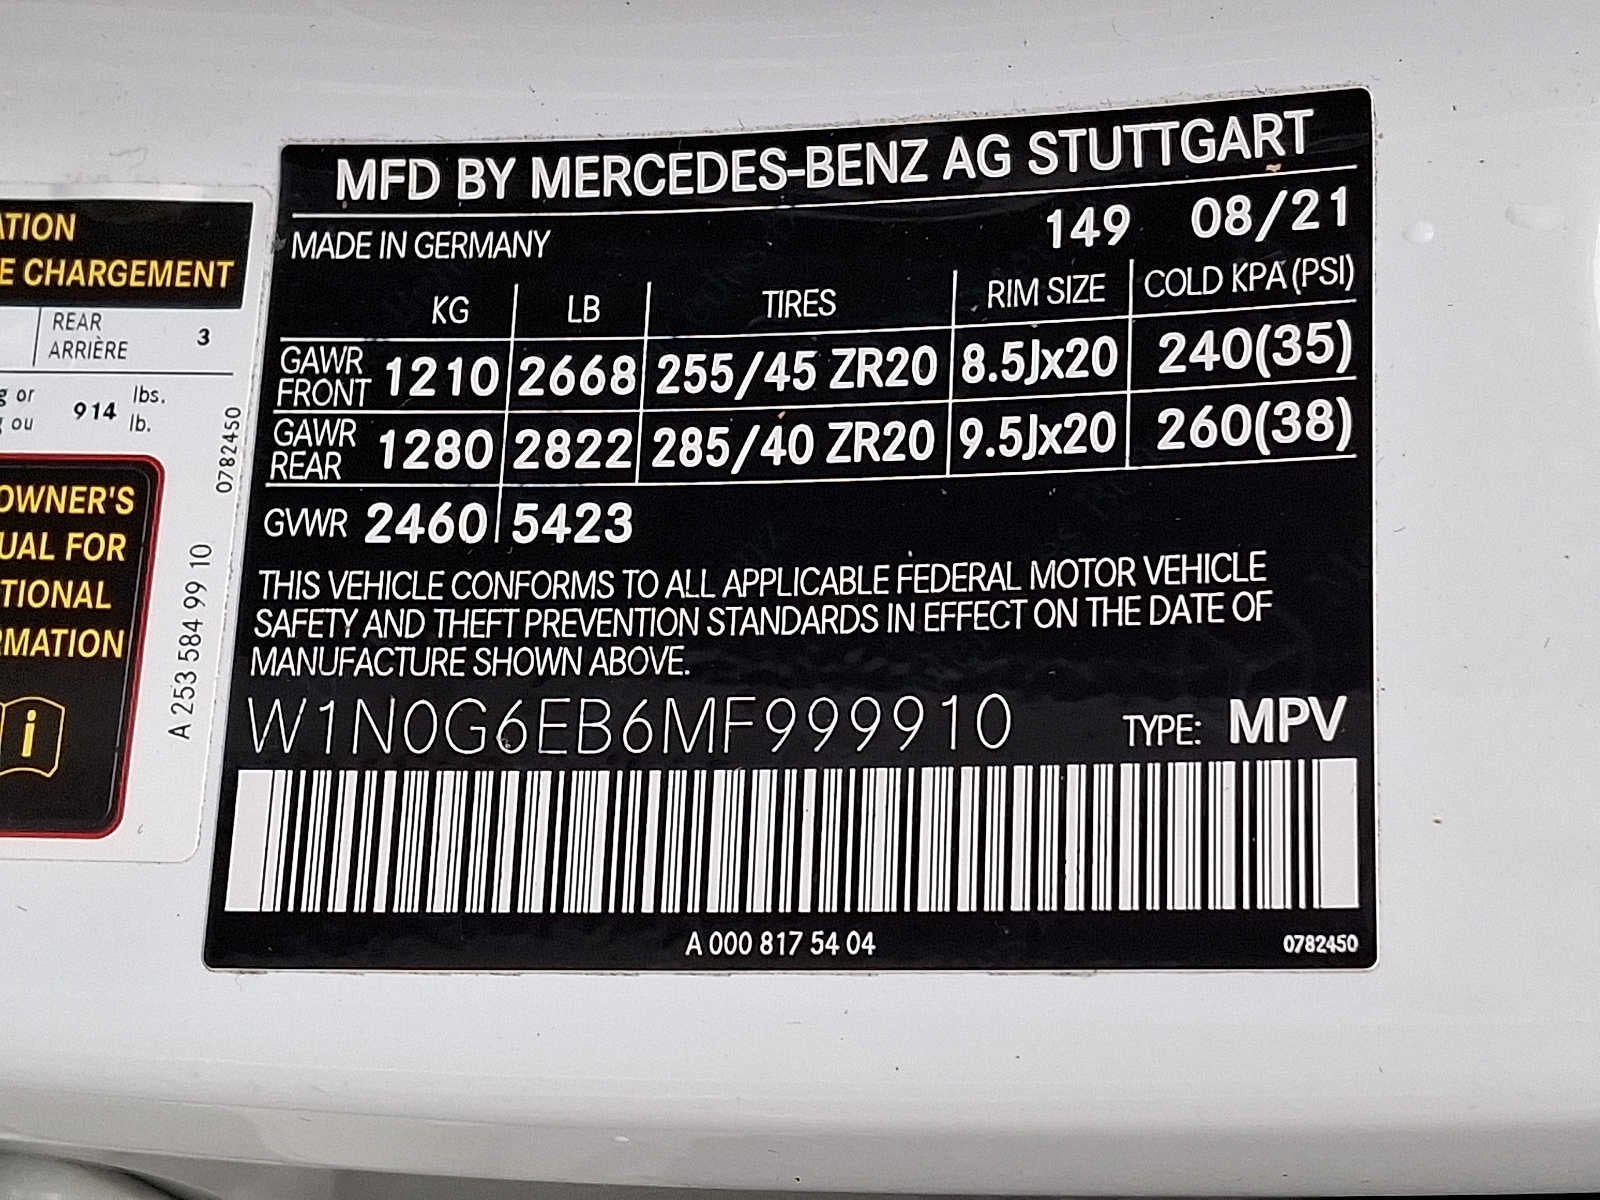 MFD BY MERCEDES-BENZ AG STUTTGART
MADE IN GERMANY 149 08/21
KG LB TIRES RIM SIZE COLD KPA (PSI)
GAWR FRONT 1210 2668 255/45 ZR20 8.5Jx20 240(35)
GAWR REAR 1280 2822 285/40 ZR20 9.5Jx20 260(38)
GVWR 2460 5423
THIS VEHICLE CONFORMS TO ALL APPLICABLE FEDERAL MOTOR VEHICLE
SAFETY AND THEFT PREVENTION STANDARDS IN EFFECT ON THE DATE OF
MANUFACTURE SHOWN ABOVE.
W1N0G6EB6MF999910 TYPE: MPV
A 000 817 54 04 0782450
ATION
E CHARGEMENT
REAR
ARRIÈRE 3
g or 914 lbs.
g ou lb.
0782450
OWNER'S
UAL FOR
TIONAL
RMATION
i
A 253 584 99 10